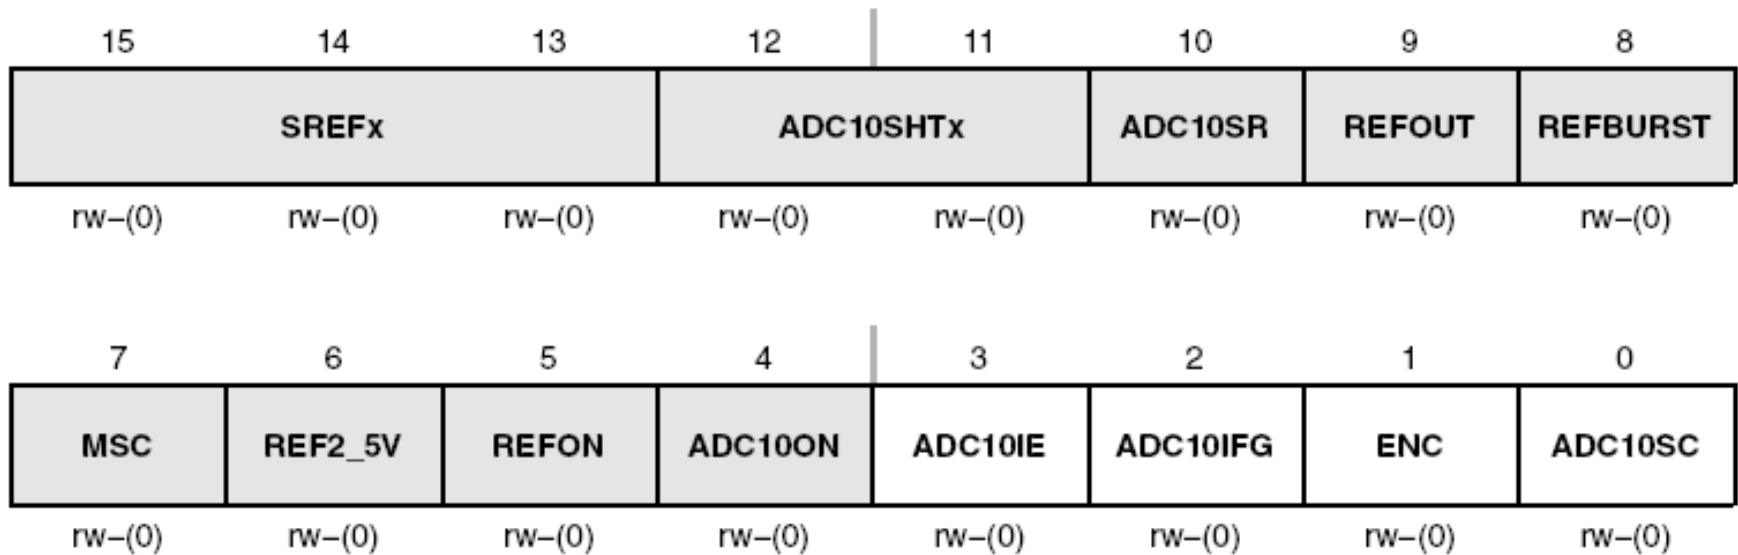 15 14 13 12 11 10 9 8
SREFx ADC10SHTx ADC10SR REFOUT REFBURST
rw–(0) rw–(0) rw–(0) rw–(0) rw–(0) rw–(0) rw–(0) rw–(0)
7 6 5 4 3 2 1 0
MSC REF2_5V REFON ADC10ON ADC10IE ADC10IFG ENC ADC10SC
rw–(0) rw–(0) rw–(0) rw–(0) rw–(0) rw–(0) rw–(0) rw–(0)